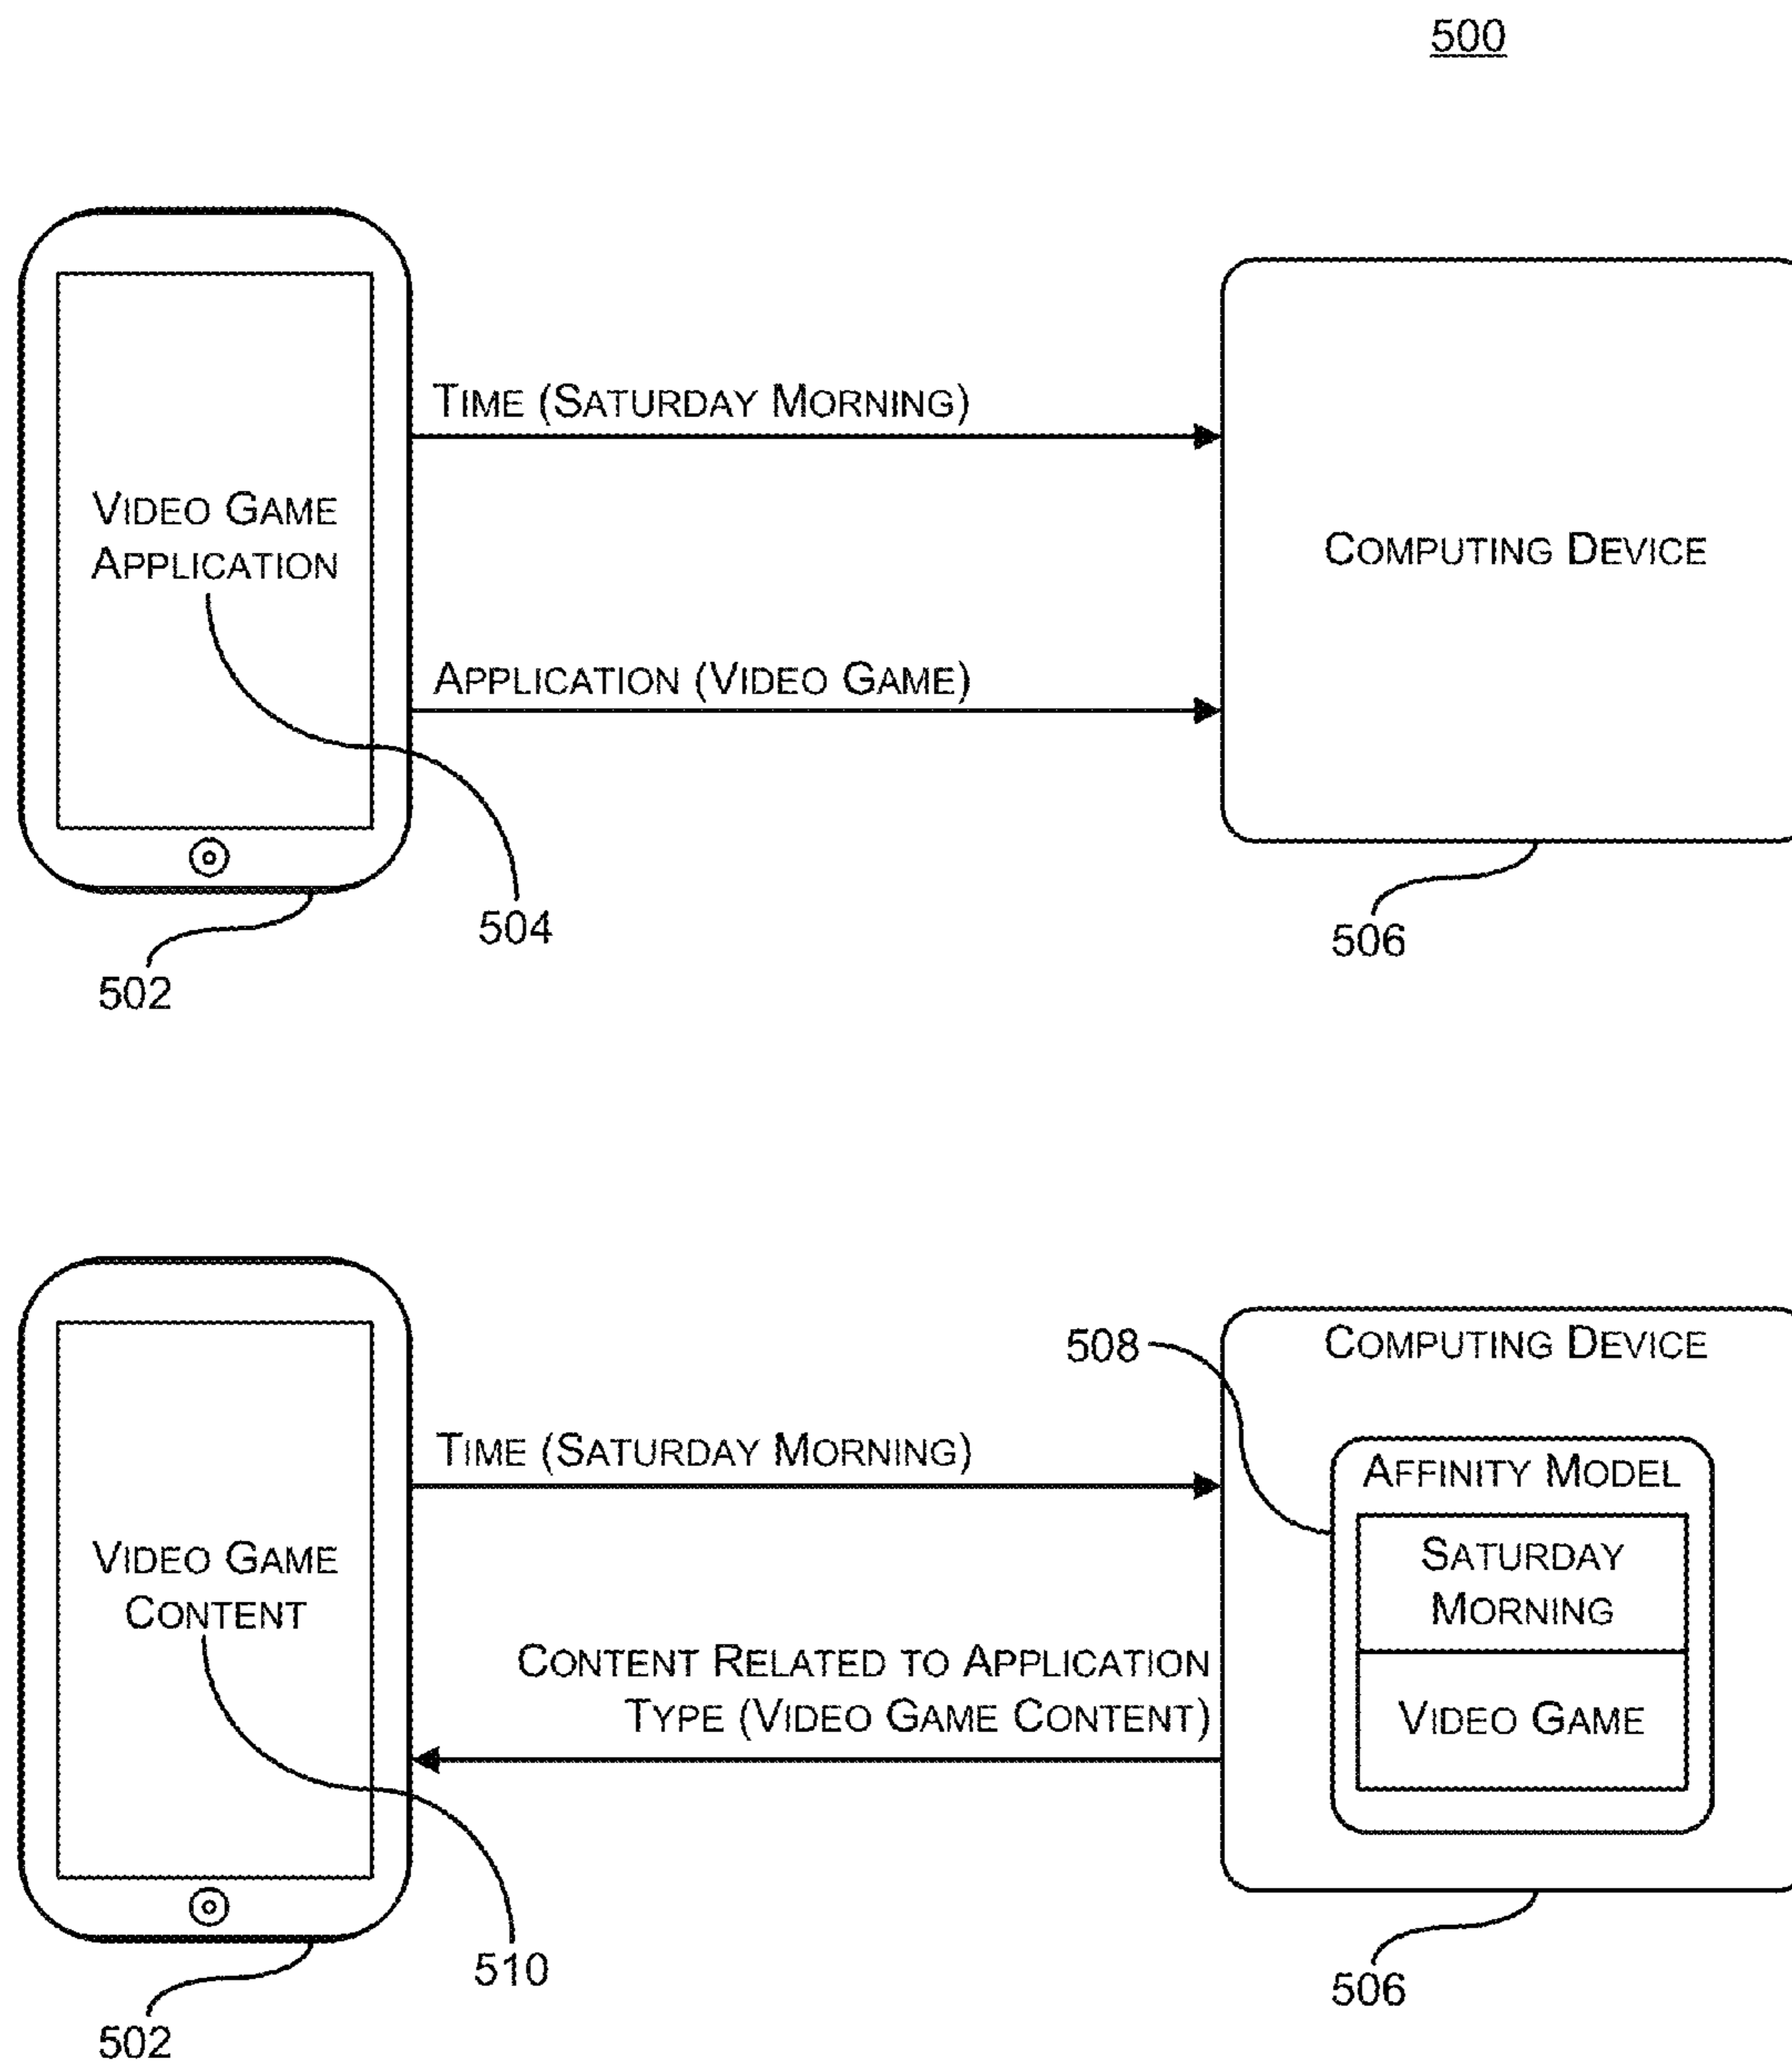 500
TIME (SATURDAY MORNING)
VIDEO GAME
APPLICATION
COMPUTING DEVICE
APPLICATION (VIDEO GAME)
504
506
502
508
COMPUTING DEVICE
TIME (SATURDAY MORNING)
AFFINITY MODEL
SATURDAY
MORNING
VIDEO GAME
CONTENT
CONTENT RELATED TO APPLICATION
TYPE (VIDEO GAME CONTENT)
VIDEO GAME
510
506
502